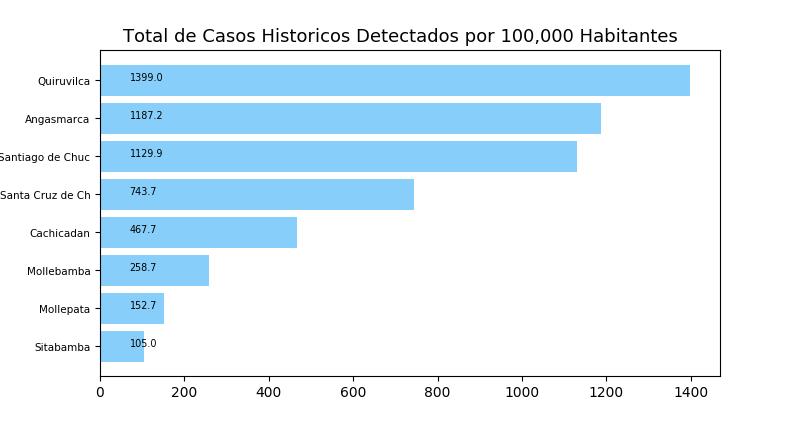 Total de Casos Historicos Detectados por 100,000 Habitantes
Quiruvilca 1399.0
Angasmarca 1187.2
Santiago de Chuc 1129.9
Santa Cruz de Ch 743.7
Cachicadan 467.7
Mollebamba 258.7
Mollepata 152.7
Sitabamba 105.0
0 200 400 600 800 1000 1200 1400